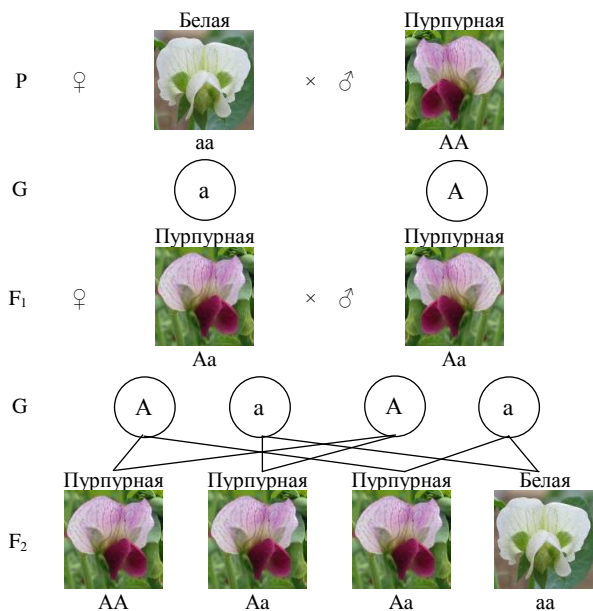 Белая Пурпурная
P ♀ × ♂
aa AA
G a A
Пурпурная Пурпурная
F₁ ♀ × ♂
Aa Aa
G A a A a
Пурпурная Пурпурная Пурпурная Белая
F₂
AA Aa Aa aa